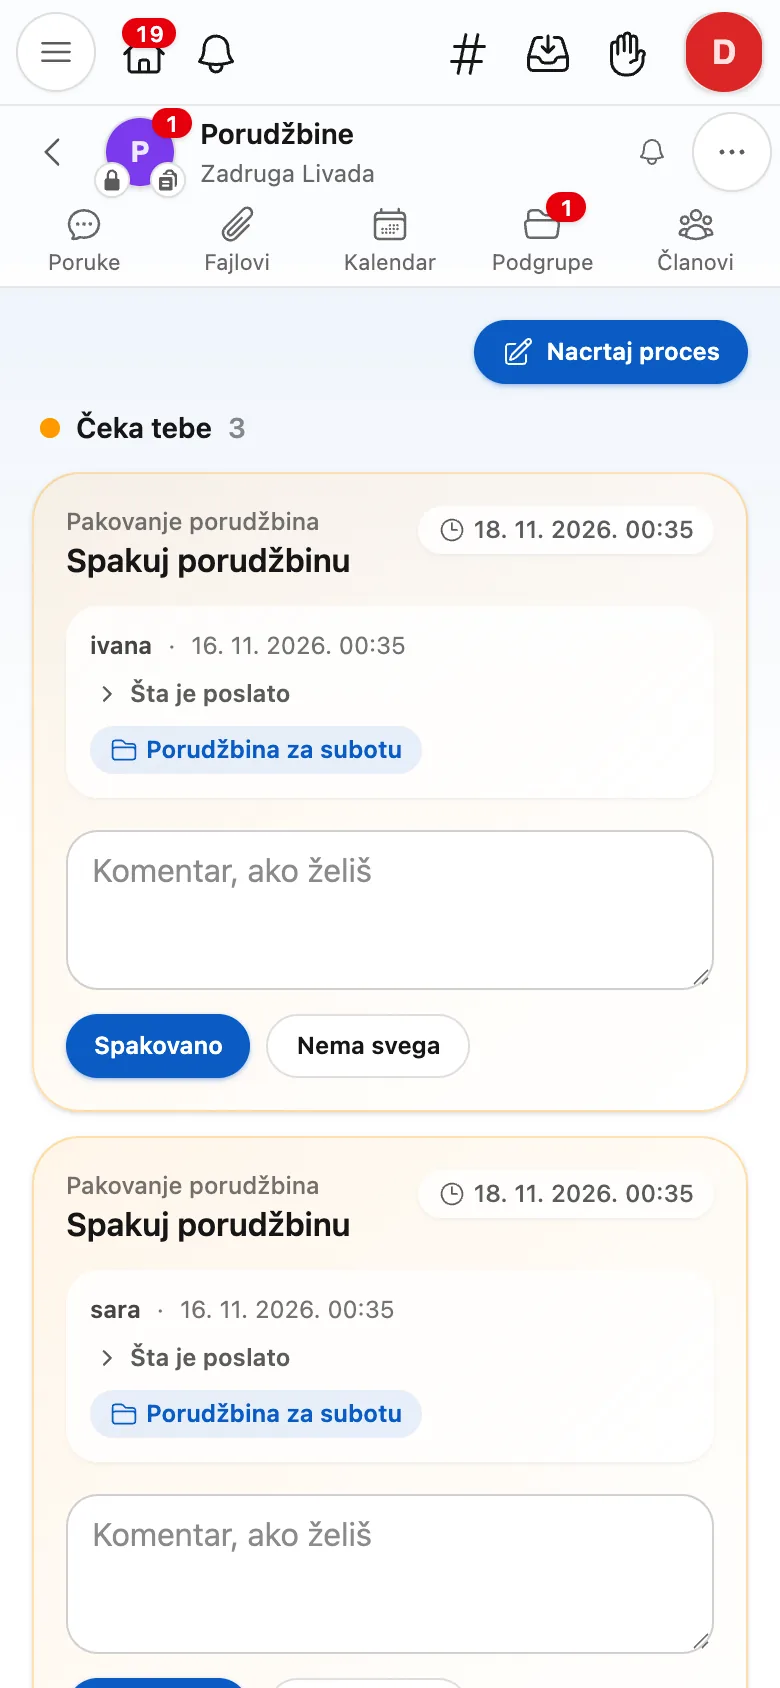 19
D
P
1
Porudžbine
Zadruga Livada
Poruke
Fajlovi
Kalendar
1
Podgrupe
Članovi
Nacrtaj proces
Čeka tebe 3
Pakovanje porudžbina
Spakuj porudžbinu
18. 11. 2026. 00:35
ivana · 16. 11. 2026. 00:35
Šta je poslato
Porudžbina za subotu
Komentar, ako želiš
Spakovano
Nema svega
Pakovanje porudžbina
Spakuj porudžbinu
18. 11. 2026. 00:35
sara · 16. 11. 2026. 00:35
Šta je poslato
Porudžbina za subotu
Komentar, ako želiš